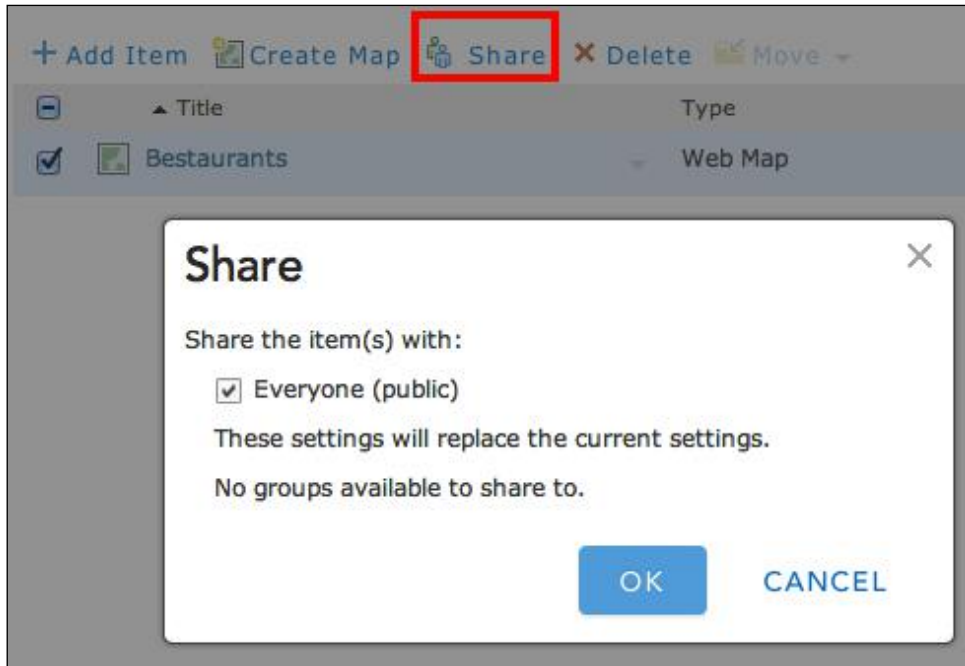 + Add Item Create Map Share × Delete Move
Title Type
Bestaurants Web Map
Share
Share the item(s) with:
Everyone (public)
These settings will replace the current settings.
No groups available to share to.
OK CANCEL